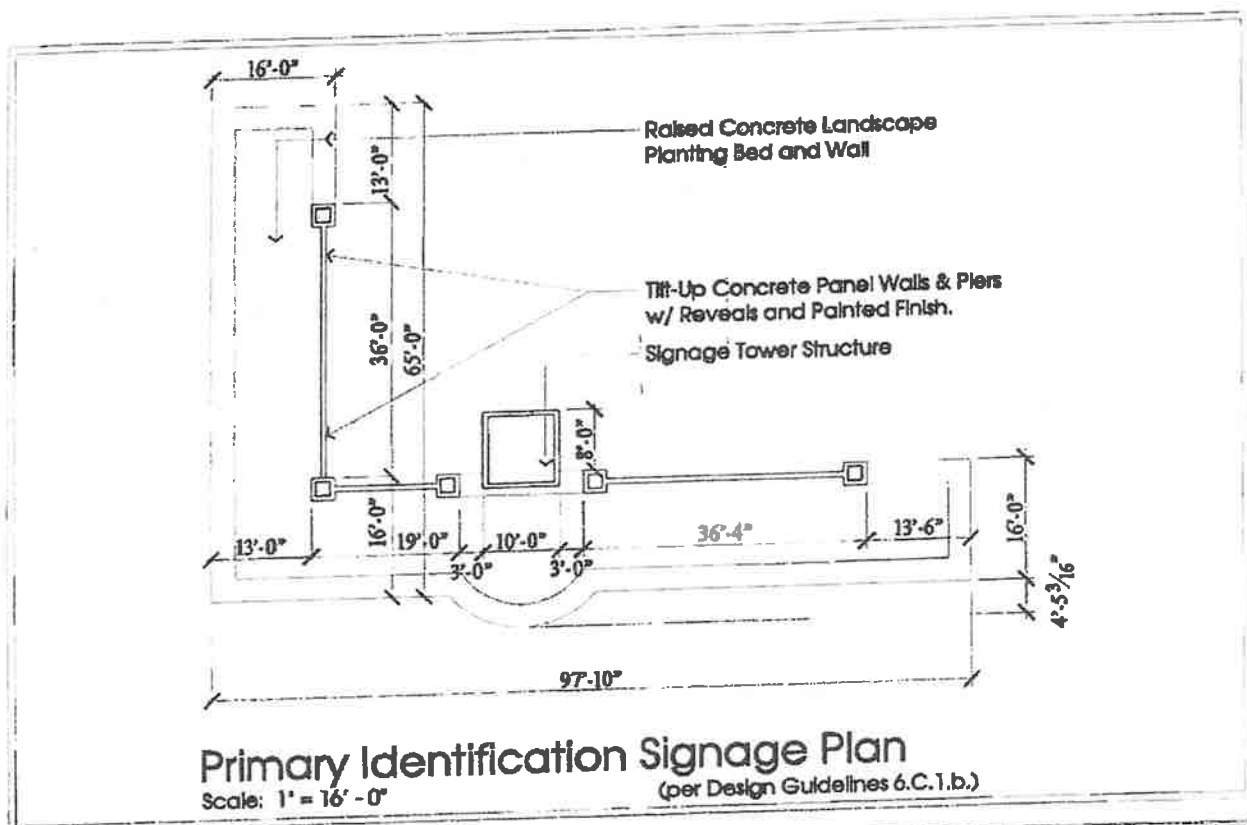 16'-0"
Raised Concrete Landscape
Planting Bed and Wall
13'-0"
Tilt-Up Concrete Panel Walls & Piers
w/ Reveals and Painted Finish.
36'-0"
65'-0"
Signage Tower Structure
8'-0"
16'-0"
13'-0"
19'-0"
10'-0"
36'-4"
13'-6"
16'-0"
3'-0"
3'-0"
4'-5 3/16"
97'-10"
Primary Identification Signage Plan
Scale: 1' = 16' - 0"
(per Design Guidelines 6.C.1.b.)